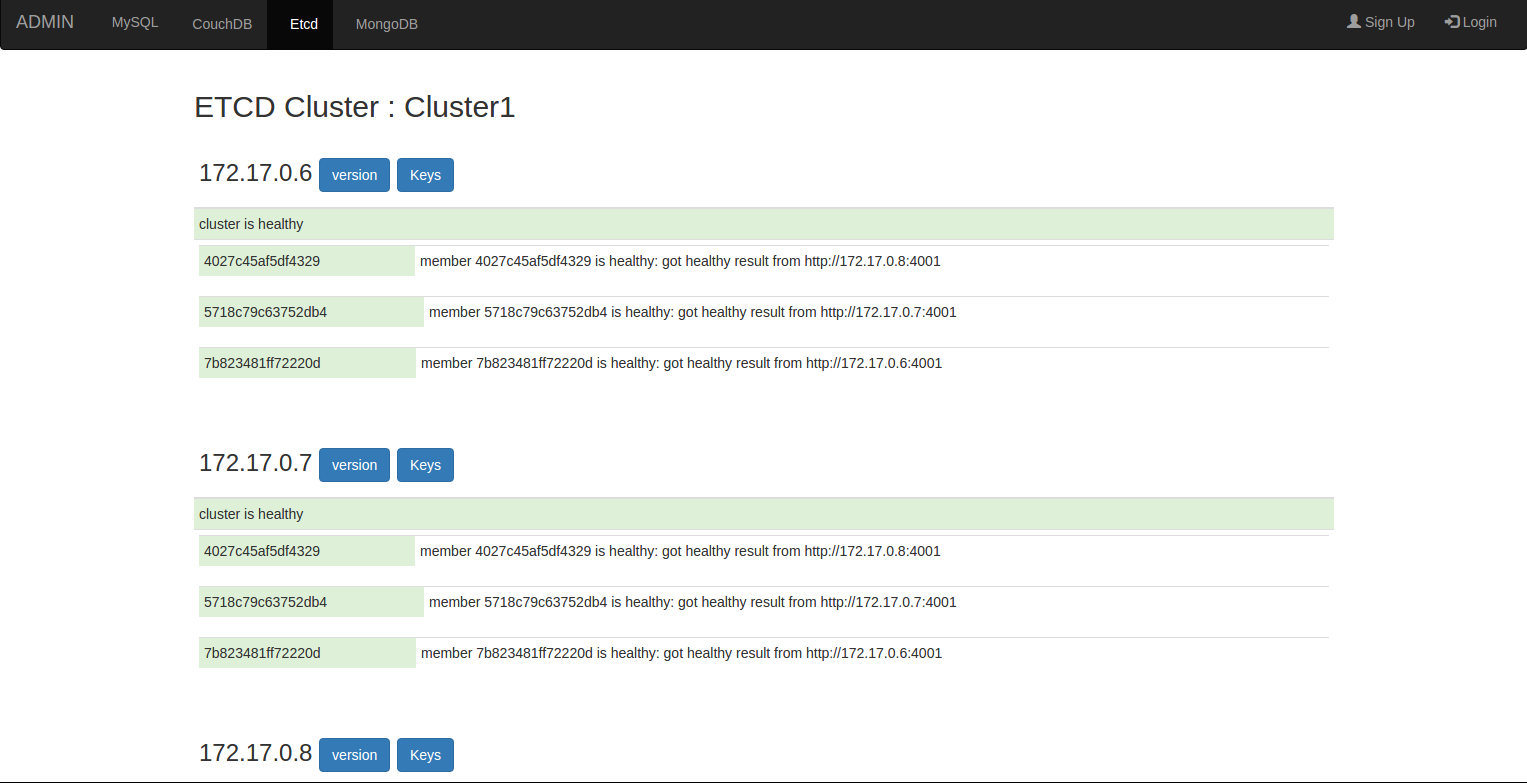 ADMIN MySQL CouchDB Etcd MongoDB Sign Up Login
ETCD Cluster : Cluster1
172.17.0.6 version Keys
cluster is healthy
4027c45af5df4329 member 4027c45af5df4329 is healthy: got healthy result from http://172.17.0.8:4001
5718c79c63752db4 member 5718c79c63752db4 is healthy: got healthy result from http://172.17.0.7:4001
7b823481ff72220d member 7b823481ff72220d is healthy: got healthy result from http://172.17.0.6:4001
172.17.0.7 version Keys
cluster is healthy
4027c45af5df4329 member 4027c45af5df4329 is healthy: got healthy result from http://172.17.0.8:4001
5718c79c63752db4 member 5718c79c63752db4 is healthy: got healthy result from http://172.17.0.7:4001
7b823481ff72220d member 7b823481ff72220d is healthy: got healthy result from http://172.17.0.6:4001
172.17.0.8 version Keys